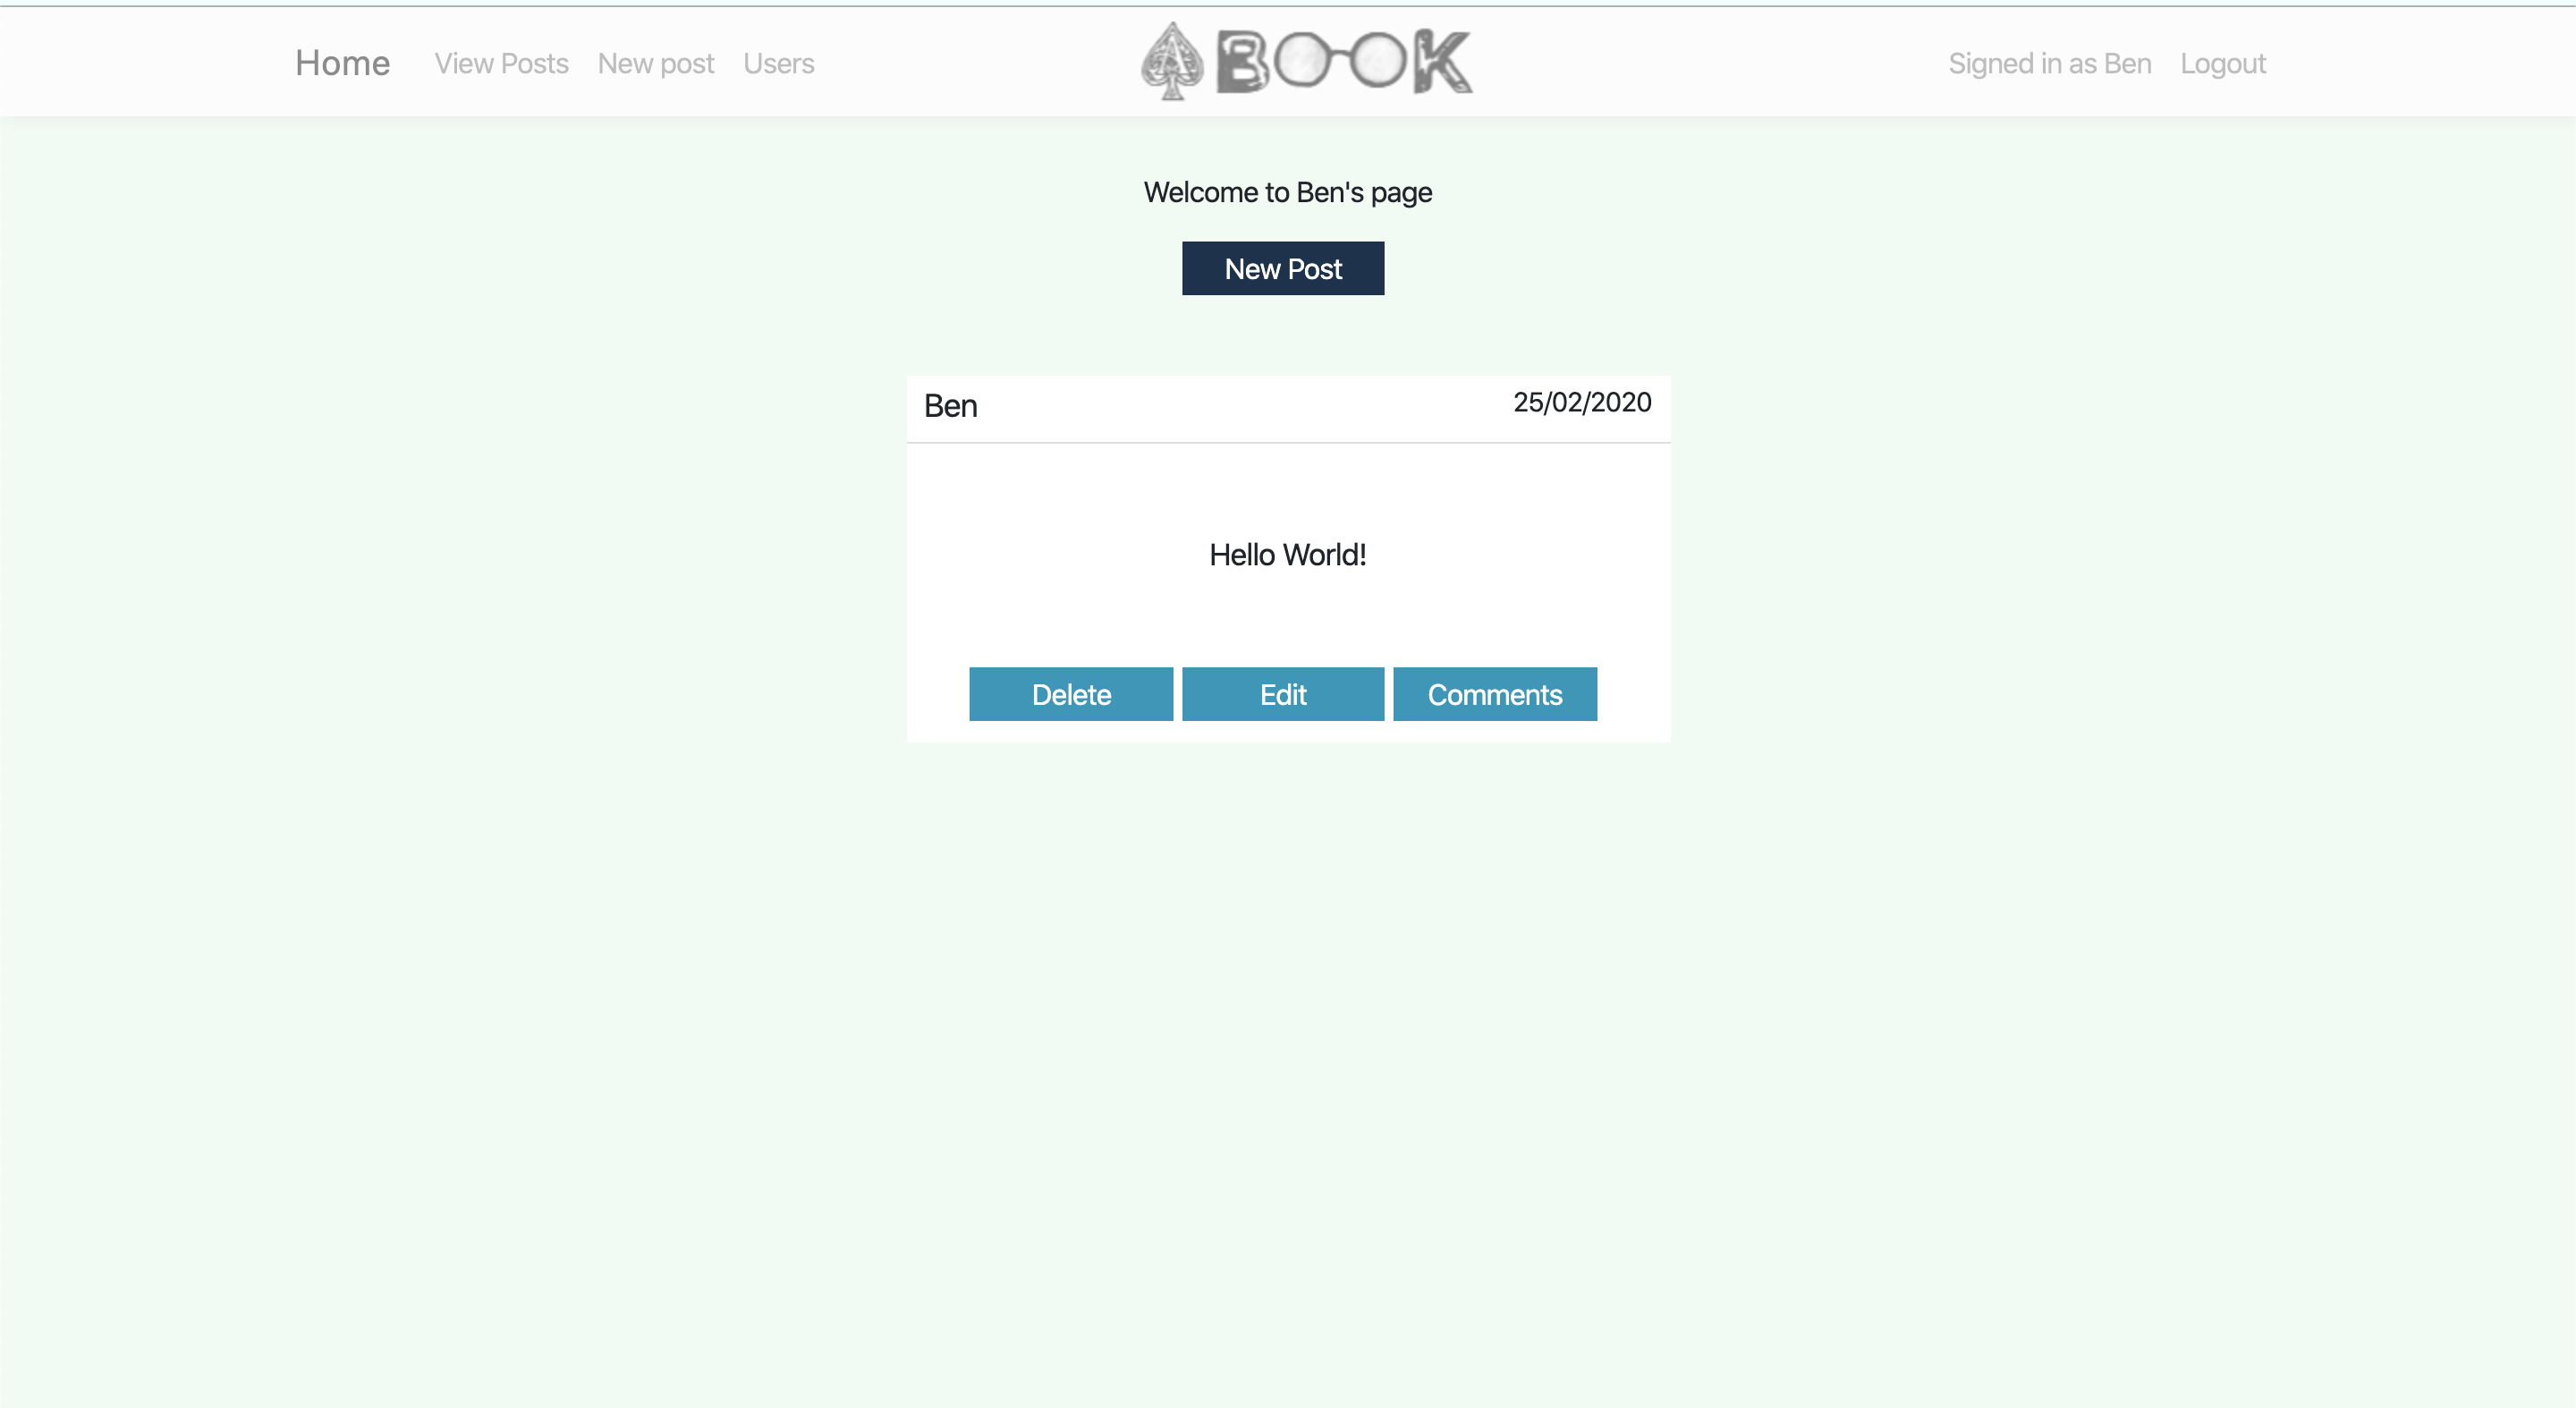 Home View Posts New post Users A BOOK Signed in as Ben Logout
Welcome to Ben's page
New Post
Ben 25/02/2020
Hello World!
Delete Edit Comments